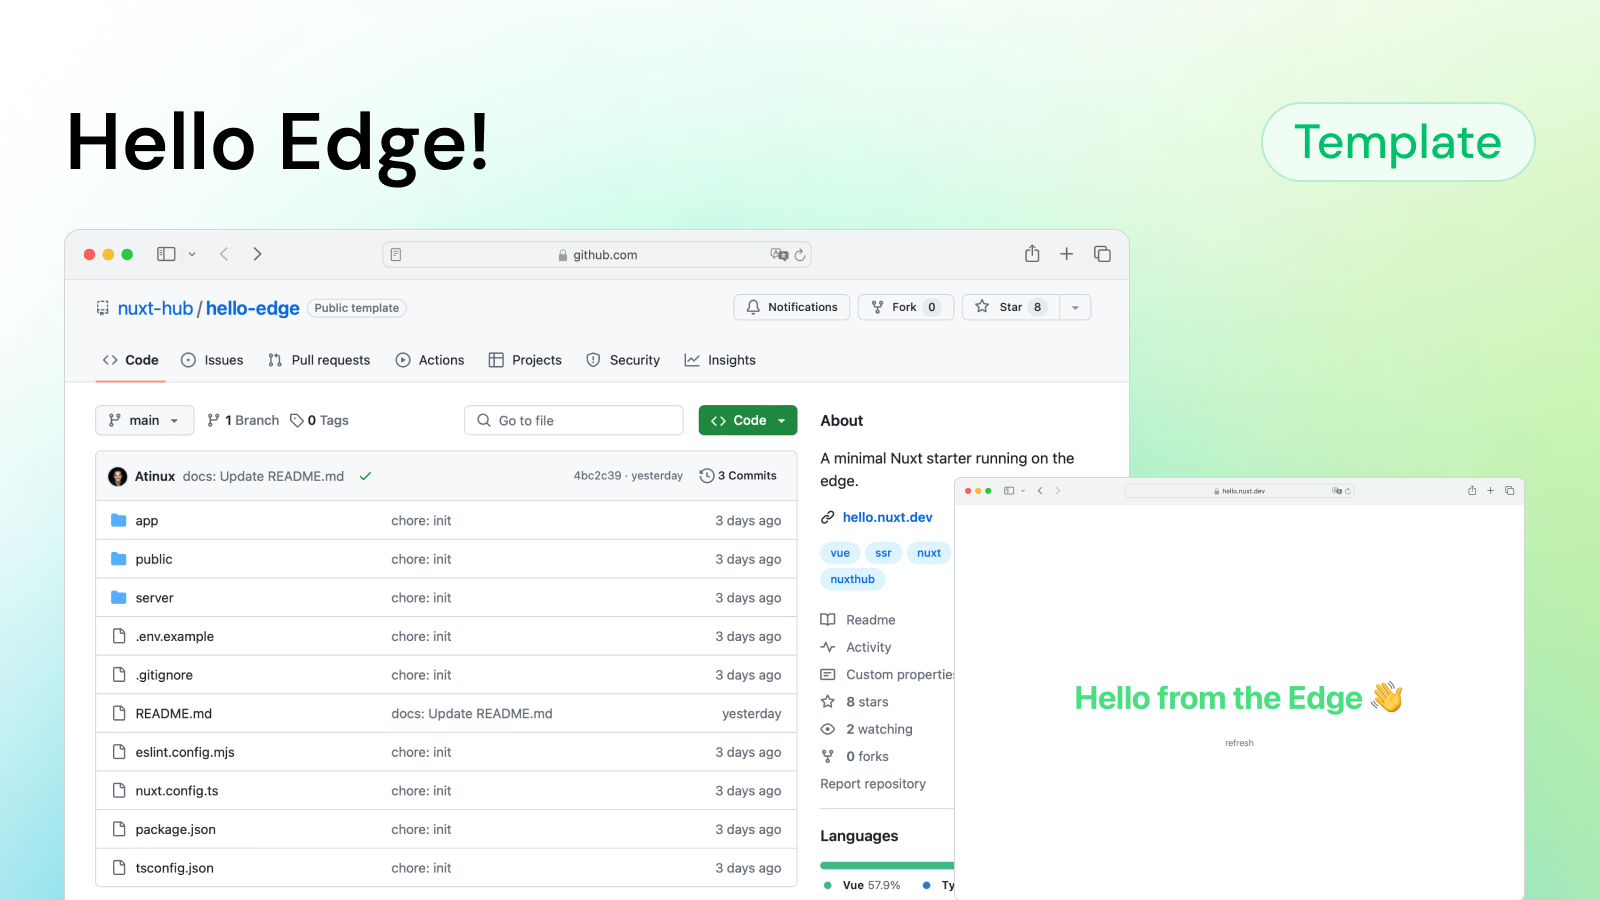 Hello Edge!
Template
github.com
nuxt-hub / hello-edge Public template
Notifications Fork 0 Star 8
Code Issues Pull requests Actions Projects Security Insights
main 1 Branch 0 Tags Go to file Code
Atinux docs: Update README.md 4bc2c39 · yesterday 3 Commits
app chore: init 3 days ago
public chore: init 3 days ago
server chore: init 3 days ago
.env.example chore: init 3 days ago
.gitignore chore: init 3 days ago
README.md docs: Update README.md yesterday
eslint.config.mjs chore: init 3 days ago
nuxt.config.ts chore: init 3 days ago
package.json chore: init 3 days ago
tsconfig.json chore: init 3 days ago
About
A minimal Nuxt starter running on the
edge.
hello.nuxt.dev
vue ssr nuxt
nuxthub
Readme
Activity
Custom propertie
8 stars
2 watching
0 forks
Report repository
Languages
Vue 57.9% Ty
hello.nuxt.dev
Hello from the Edge 👋
refresh